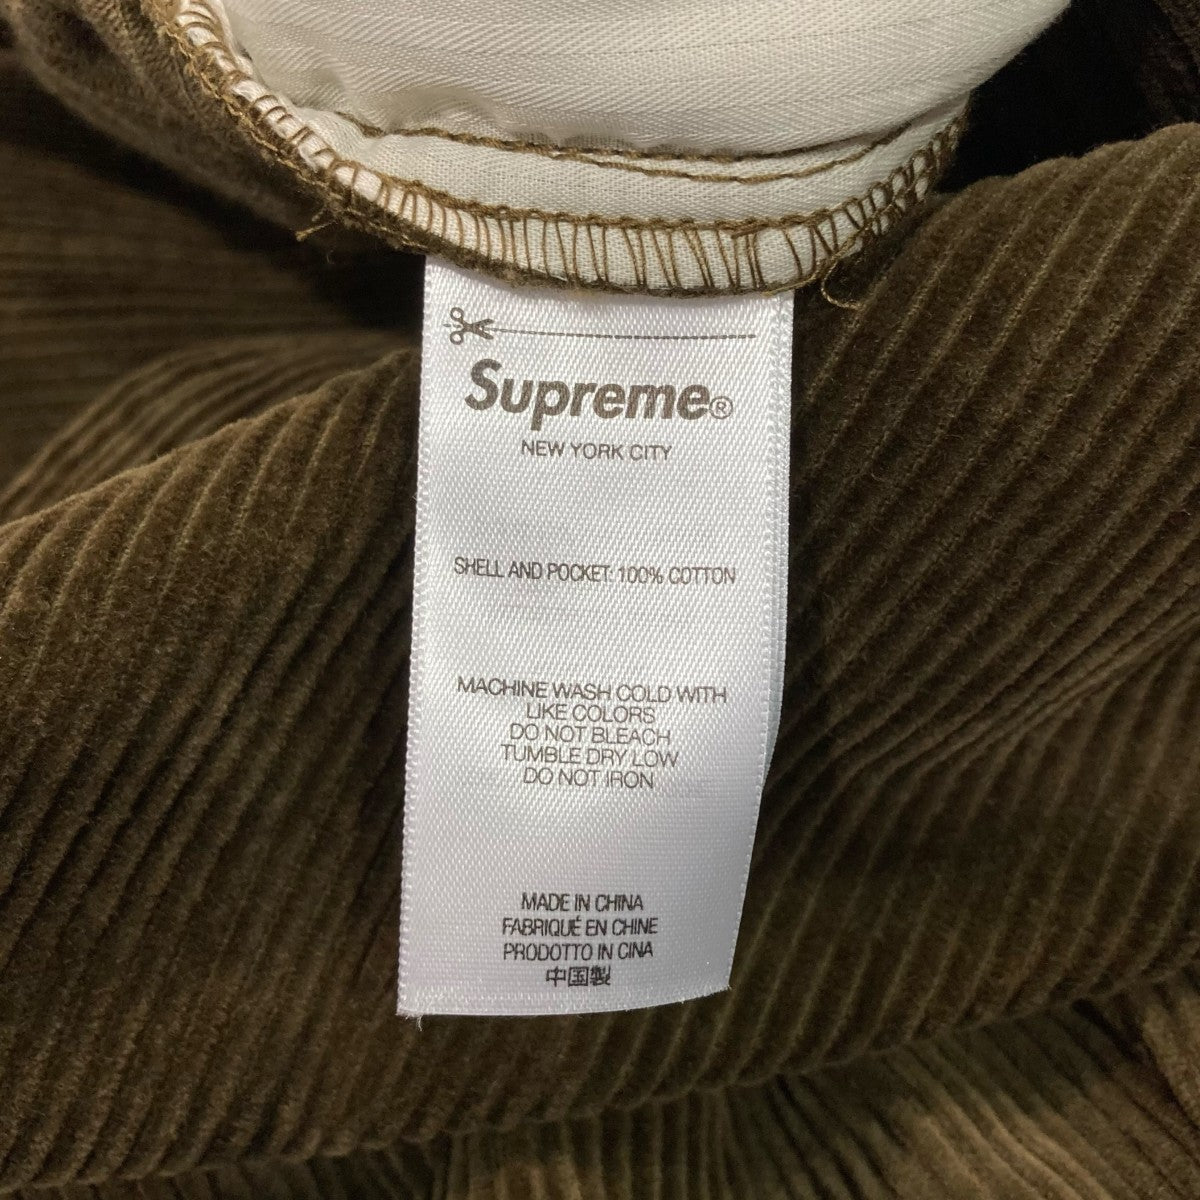 Supreme®
NEW YORK CITY
SHELL AND POCKET: 100% COTTON
MACHINE WASH COLD WITH
LIKE COLORS
DO NOT BLEACH
TUMBLE DRY LOW
DO NOT IRON
MADE IN CHINA
FABRIQUÉ EN CHINE
PRODOTTO IN CINA
中国製